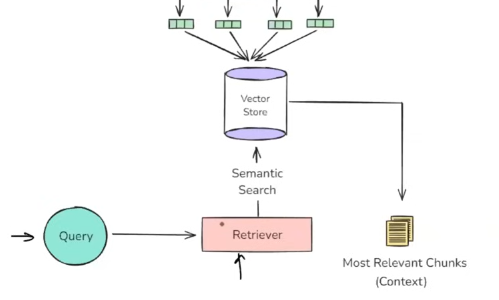 Vector
Store
Semantic
Search
Query
* Retriever
Most Relevant Chunks
(Context)